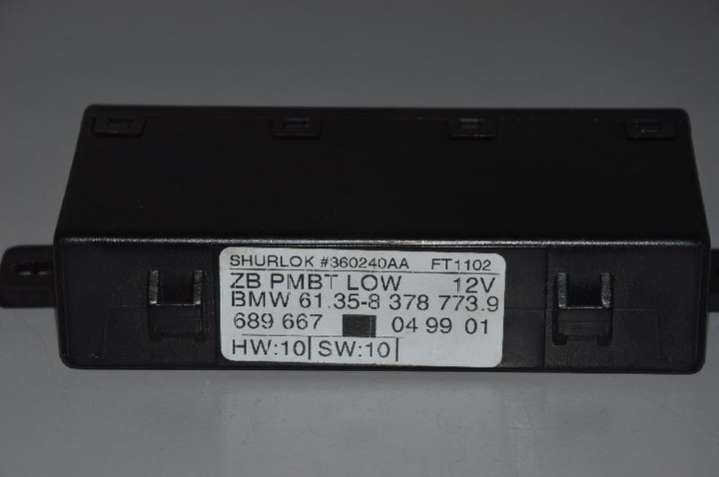 SHURLOK #360240AA FT1102
ZB PMBT LOW 12V
BMW 61.35-8 378 773.9
689 667 04 99 01
HW:10 SW:10